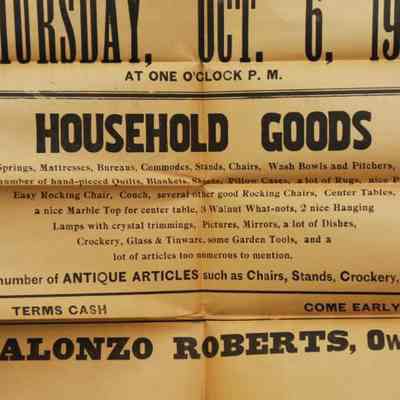 HURSDAY, OCT. 6, 19
AT ONE O'CLOCK P. M.
HOUSEHOLD GOODS
Springs, Mattresses, Bureaus, Commodes, Stands, Chairs, Wash Bowls and Pitchers,
number of hand-pieced Quilts, Blankets, Sheets, Pillow Cases, a lot of Rugs, nice P
Easy Rocking Chair, Couch, several other good Rocking Chairs, Center Tables,
a nice Marble Top for center table, 3 Walnut What-nots, 2 nice Hanging
Lamps with crystal trimmings, Pictures, Mirrors, a lot of Dishes,
Crockery, Glass & Tinware, some Garden Tools, and a
lot of articles too numerous to mention.
number of ANTIQUE ARTICLES such as Chairs, Stands, Crockery,
TERMS CASH COME EARLY
ALONZO ROBERTS, Ow